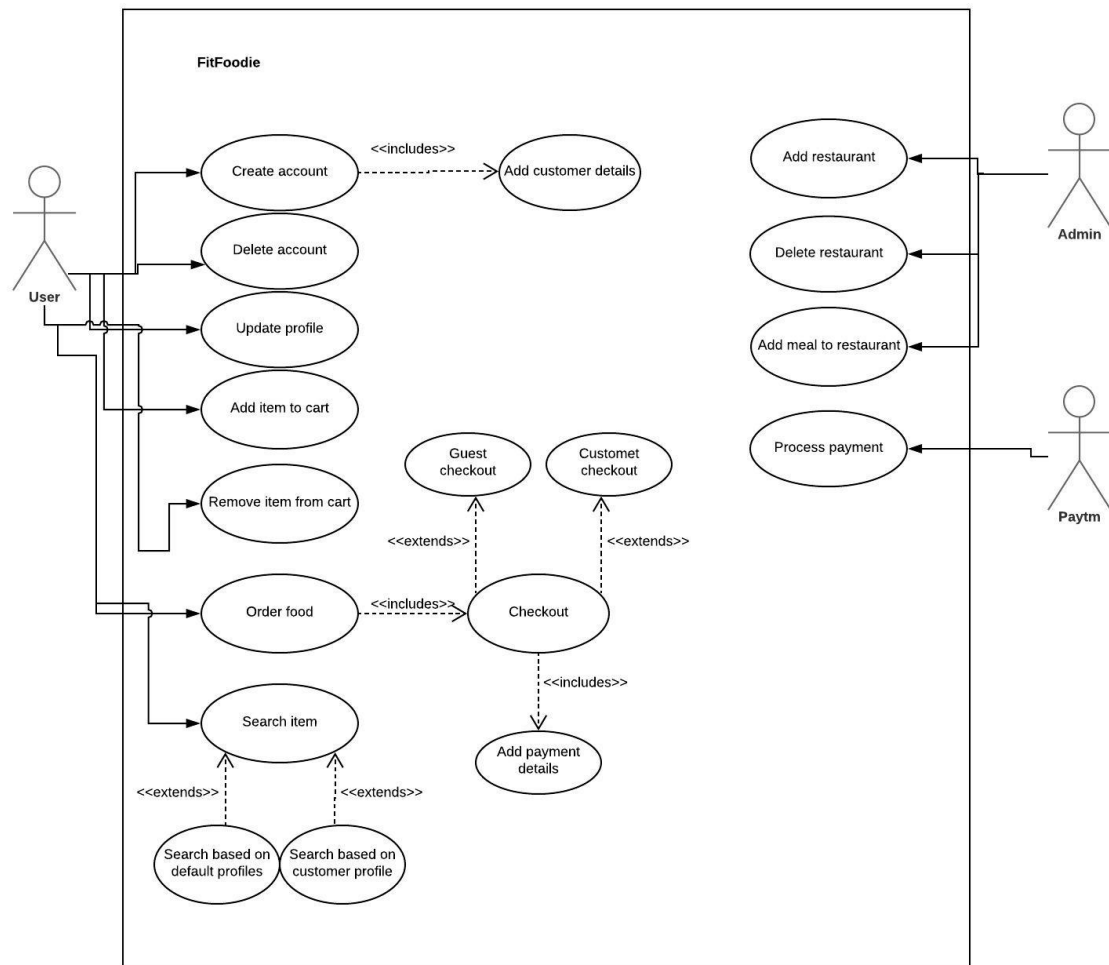 FitFoodie
Create account
<<includes>>
Add customer details
Add restaurant
Admin
Delete account
Delete restaurant
User
Update profile
Add meal to restaurant
Add item to cart
Guest
checkout
Customet
checkout
Process payment
Paytm
Remove item from cart
<<extends>>
<<extends>>
Order food
<<includes>>
Checkout
<<includes>>
Search item
Add payment
details
<<extends>>
<<extends>>
Search based on
default profiles
Search based on
customer profile